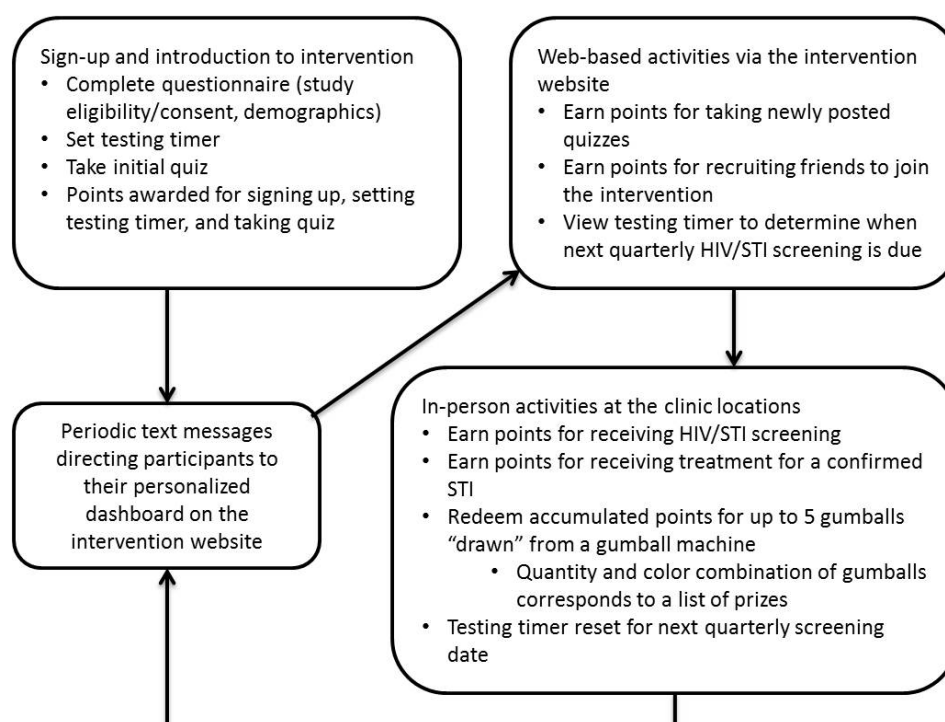 Sign-up and introduction to intervention
• Complete questionnaire (study
eligibility/consent, demographics)
• Set testing timer
• Take initial quiz
• Points awarded for signing up, setting
testing timer, and taking quiz
Web-based activities via the intervention
website
• Earn points for taking newly posted
quizzes
• Earn points for recruiting friends to join
the intervention
• View testing timer to determine when
next quarterly HIV/STI screening is due
Periodic text messages
directing participants to
their personalized
dashboard on the
intervention website
In-person activities at the clinic locations
• Earn points for receiving HIV/STI screening
• Earn points for receiving treatment for a confirmed
STI
• Redeem accumulated points for up to 5 gumballs
“drawn” from a gumball machine
• Quantity and color combination of gumballs
corresponds to a list of prizes
• Testing timer reset for next quarterly screening
date